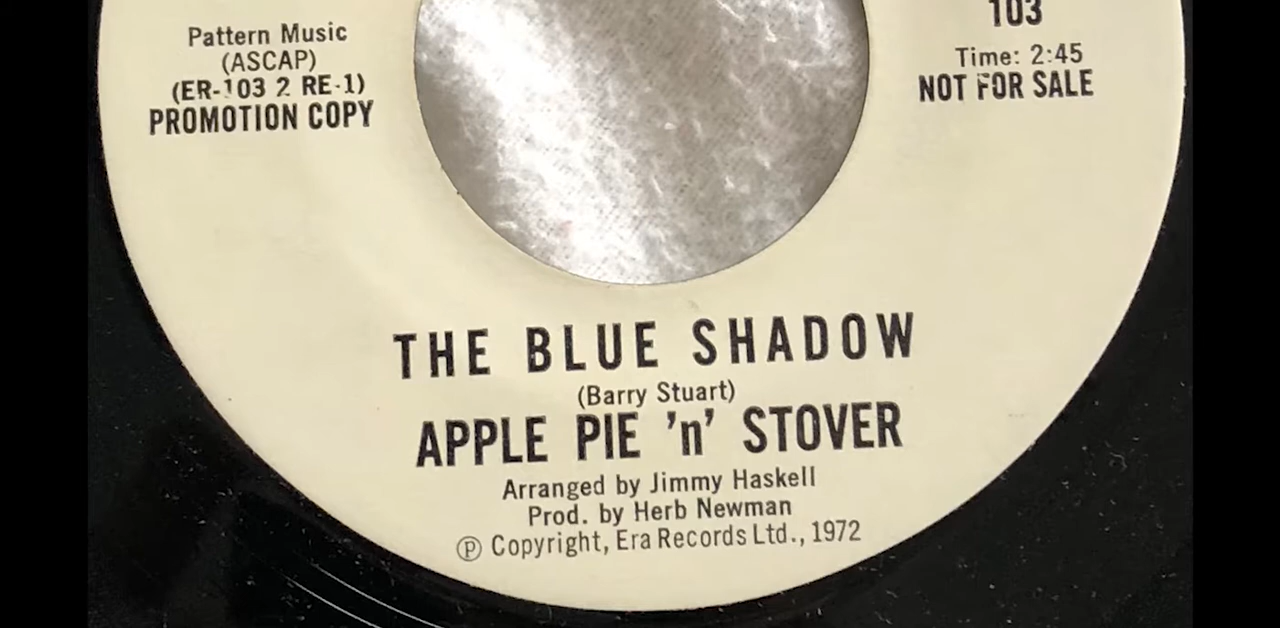 Pattern Music
(ASCAP)
(ER-103 2 RE-1)
PROMOTION COPY
103
Time: 2:45
NOT FOR SALE
THE BLUE SHADOW
(Barry Stuart)
APPLE PIE 'n' STOVER
Arranged by Jimmy Haskell
Prod. by Herb Newman
Ⓟ Copyright, Era Records Ltd., 1972